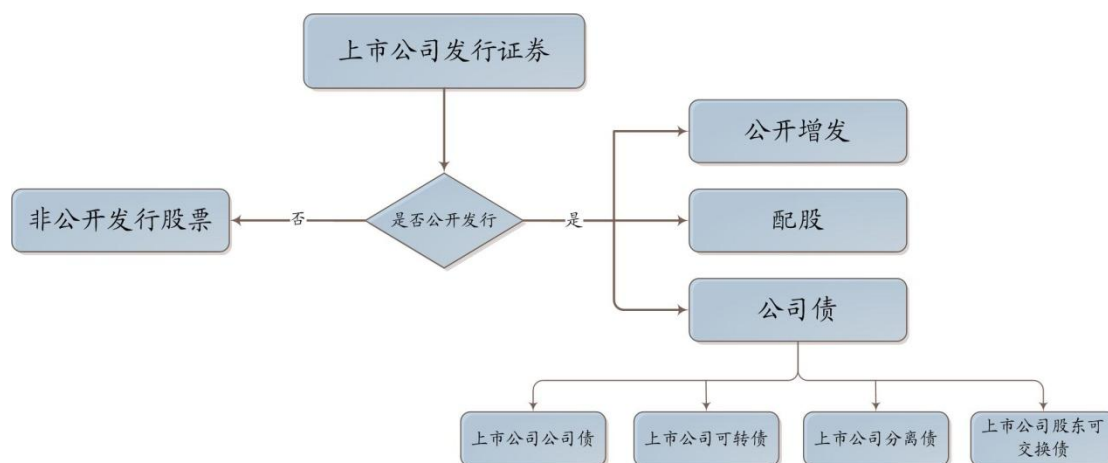 上市公司发行证券
公开增发
非公开发行股票
否
是否公开发行
是
配股
公司债
上市公司公司债
上市公司可转债
上市公司分离债
上市公司股东可
交换债